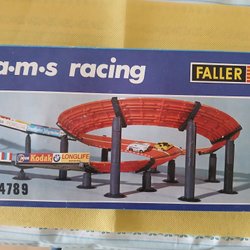 a·m·s racing
FALLER
Kodak LONGLIFE
4789